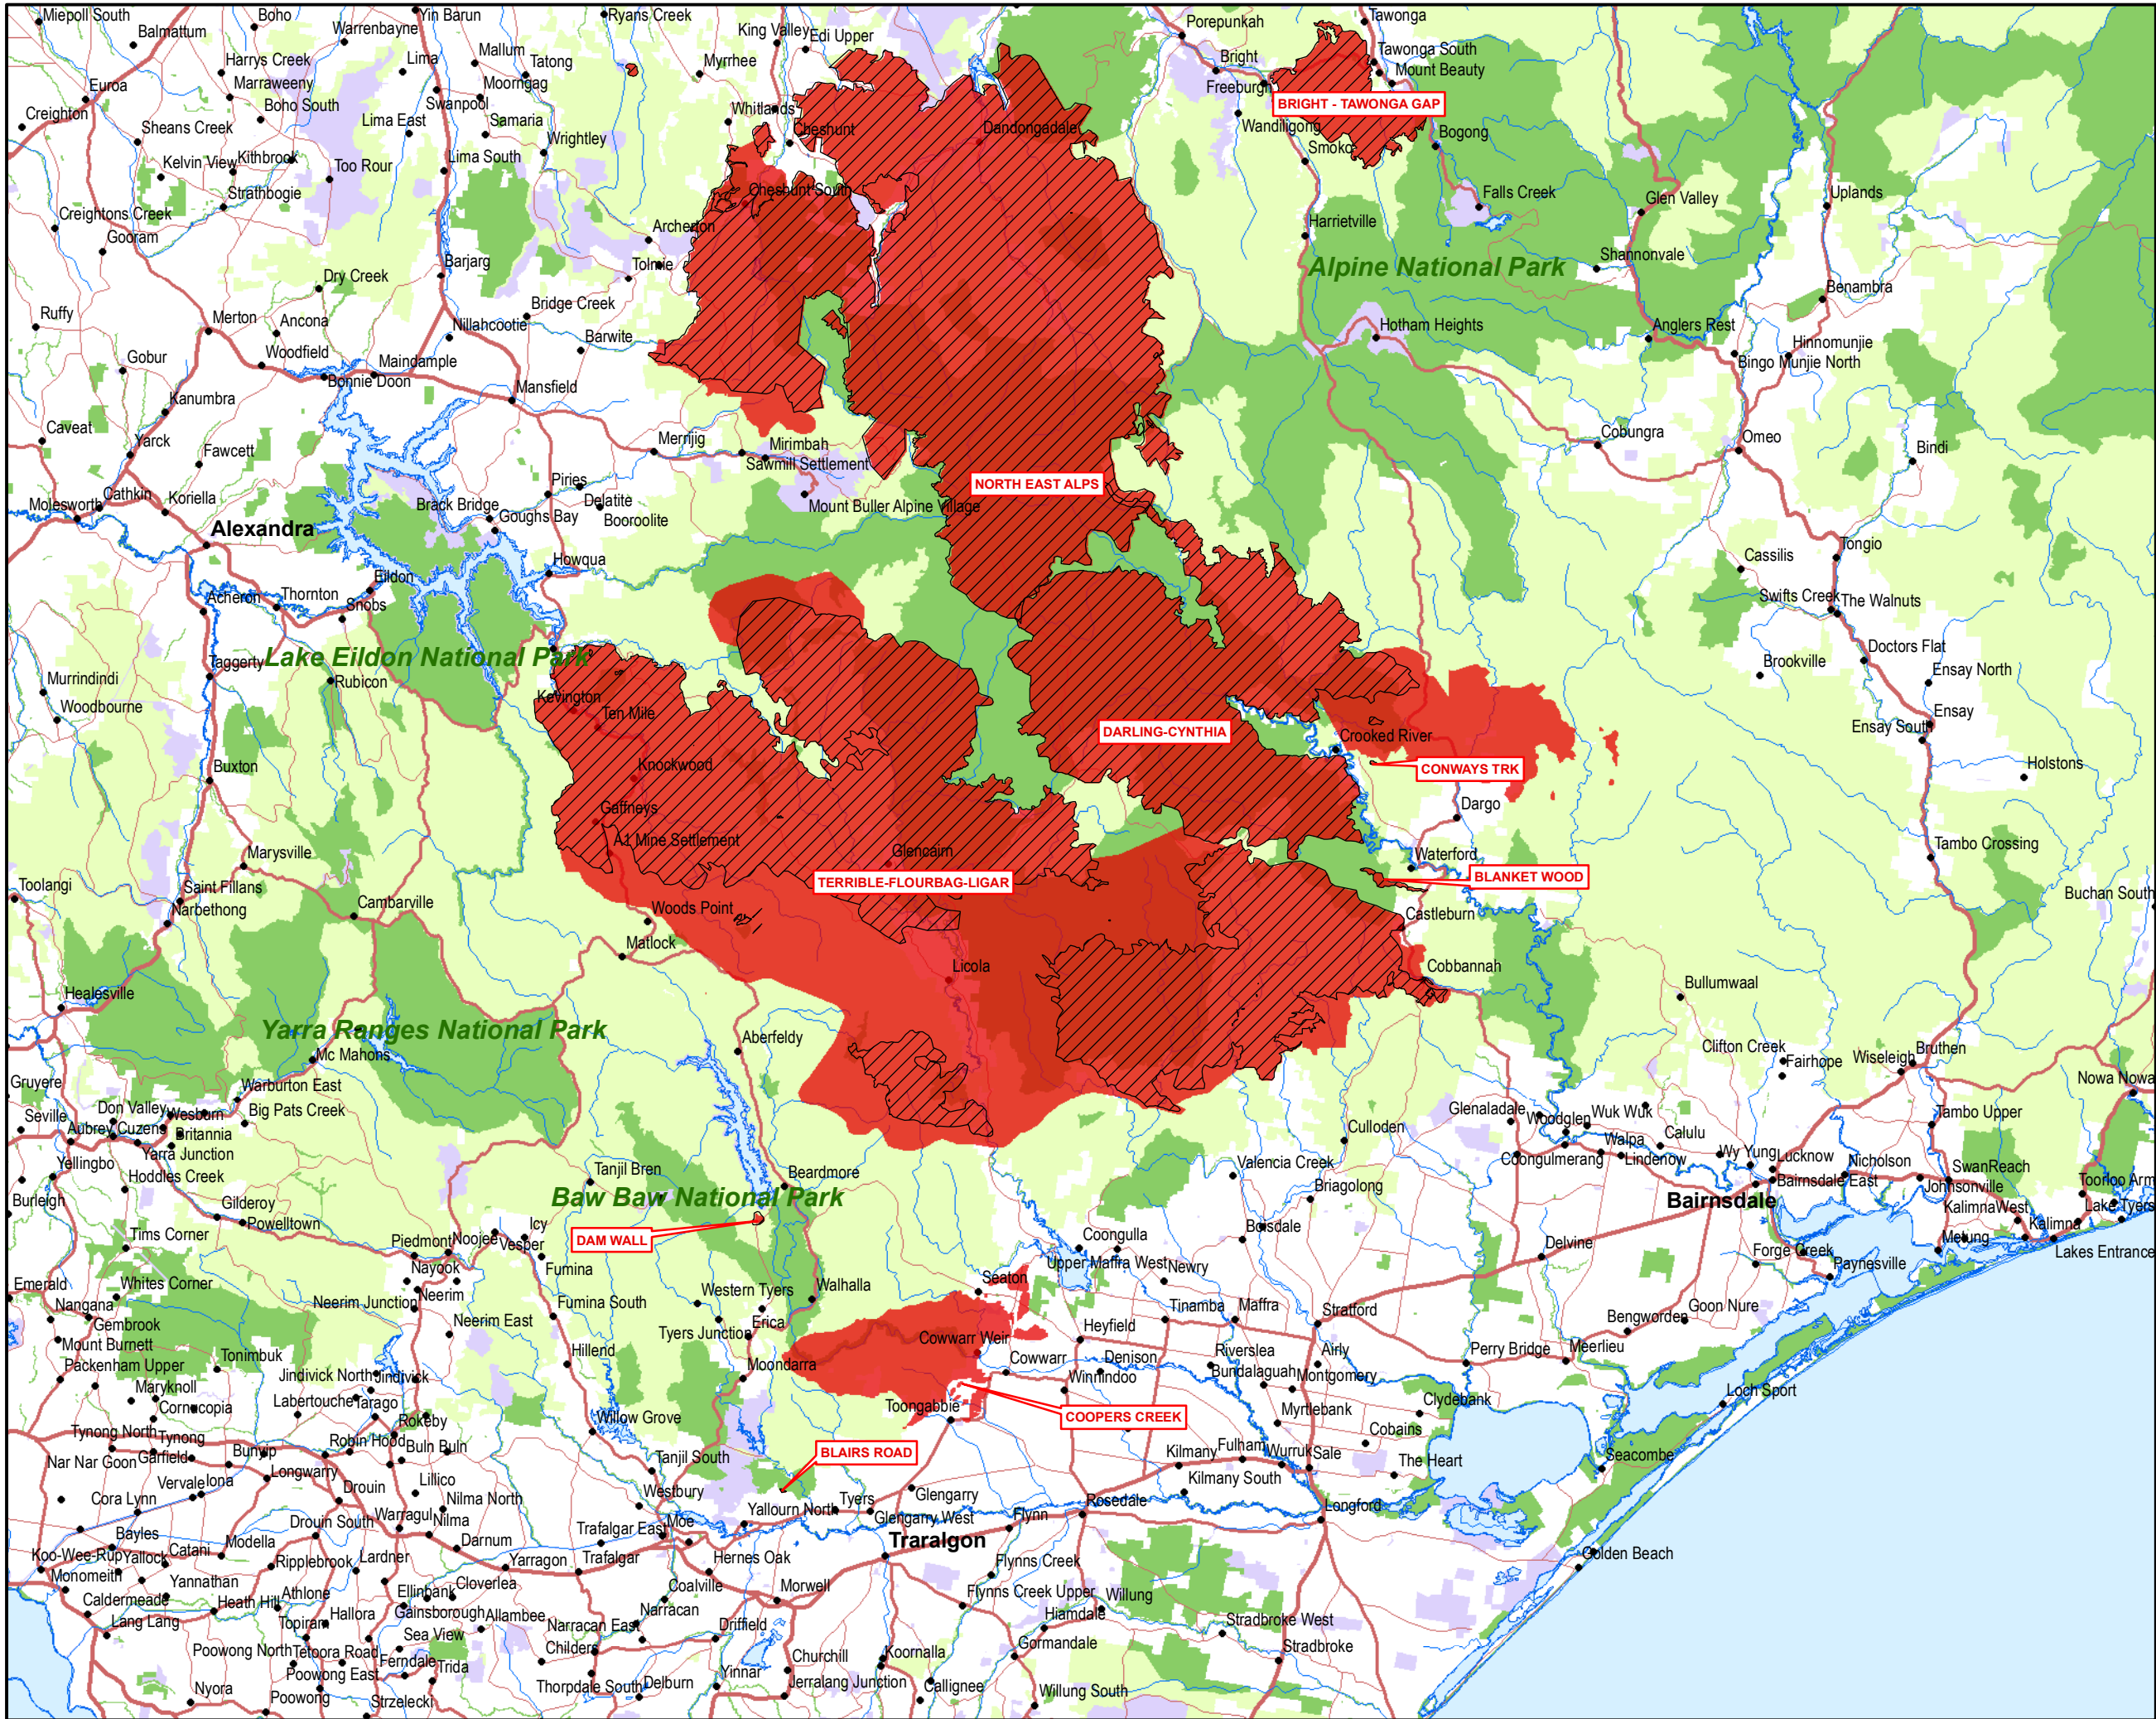 Miepoll South
Boho
Yin Barun
Ryans Creek
Porepunkah
Tawonga
Balmattum
Warrenbayne
King Valley
Edi Upper
Mallum
Tatong
Tawonga South
Harrys Creek
Lima
Myrrhee
Bright
Mount Beauty
Euroa
Marraweeny
Moorngag
Freeburgh
Creighton
Boho South
Swanpool
Whitlands
BRIGHT - TAWONGA GAP
Sheans Creek
Lima East
Samaria
Cheshunt
Dandongadale
Wandiligong
Bogong
Kelvin View
Kithbrook
Too Rour
Lima South
Wrightley
Smoko
Strathbogie
Cheshunt South
Falls Creek
Glen Valley
Uplands
Creightons Creek
Gooram
Archerton
Harrietville
Barjarg
Tolmie
Alpine National Park
Shannonvale
Dry Creek
Benambra
Ruffy
Merton
Ancona
Nillahcootie
Bridge Creek
Hotham Heights
Anglers Rest
Gobur
Woodfield
Maindample
Barwite
Hinnomunjie
Bonnie Doon
Bingo Munjie North
Kanumbra
Mansfield
Caveat
Yarck
Fawcett
Merrijig
Mirimbah
Cobungra
Omeo
Bindi
Sawmill Settlement
Piries
NORTH EAST ALPS
Molesworth
Cathkin
Koriella
Brack Bridge
Delatite
Mount Buller Alpine Village
Goughs Bay
Booroolite
Alexandra
Howqua
Cassilis
Tongio
Eildon
Acheron
Thornton
Snobs
Swifts Creek
The Walnuts
Taggerty
Lake Eildon National Park
Doctors Flat
Murrindindi
Rubicon
Brookville
Ensay North
Woodbourne
Kevington
Ten Mile
Ensay
Ensay South
DARLING-CYNTHIA
Crooked River
Buxton
Knockwood
CONWAYS TRK
Holstons
Gaffneys
Dargo
A1 Mine Settlement
Marysville
Glencairn
Tambo Crossing
Toolangi
Saint Fillans
TERRIBLE-FLOURBAG-LIGAR
Waterford
BLANKET WOOD
Narbethong
Cambarville
Woods Point
Castleburn
Buchan South
Matlock
Licola
Cobbannah
Healesville
Bullumwaal
Yarra Ranges National Park
Aberfeldy
Mc Mahons
Clifton Creek
Fairhope
Wiseleigh
Bruthen
Gruyere
Warburton East
Nowa Nowa
Seville
Don Valley
Wesburn
Big Pats Creek
Glenaladale
Woodglen
Wuk Wuk
Tambo Upper
Aubrey Cuzens
Britannia
Culloden
Walpa
Calulu
Yarra Junction
Coongulmerang
Lindenow
Wy Yung
Lucknow
Nicholson
SwanReach
Yellingbo
Hoddles Creek
Tanjil Bren
Beardmore
Valencia Creek
Bairnsdale East
Johnsonville
Toorloo Arm
Burleigh
Gilderoy
Baw Baw National Park
Briagolong
Bairnsdale
KalimnaWest
Lake Tyers
Powelltown
Icy
Boisdale
Kalimna
Tims Corner
Piedmont
Noojee
Vesper
DAM WALL
Coongulla
Delvine
Metung
Lakes Entrance
Nayook
Fumina
Upper Maffra West
Newry
Forge Creek
Paynesville
Emerald
Whites Corner
Neerim
Western Tyers
Walhalla
Seaton
Nangana
Neerim Junction
Fumina South
Tinamba
Maffra
Stratford
Goon Nure
Gembrook
Neerim East
Erica
Bengworden
Mount Burnett
Tyers Junction
Cowwarr Weir
Heyfield
Packenham Upper
Tonimbuk
Hillend
Moondarra
Cowwarr
Denison
Riverslea
Airly
Perry Bridge
Meerlieu
Maryknoll
Jindivick North
Jindivick
Winnindoo
Bundalaguah
Montgomery
Loch Sport
Cornucopia
Labertouche
Tarago
Rokeby
Willow Grove
Toongabbie
COOPERS CREEK
Myrtlebank
Clydebank
Tynong North
Tynong
Robin Hood
Buln Buln
Cobains
Nar Nar Goon
Garfield
Bunyip
Tanjil South
BLAIRS ROAD
Kilmany
Fulham
Wurruk
Sale
Seacombe
Vervale
Iona
Longwarry
Lillico
Kilmany South
The Heart
Cora Lynn
Drouin
Nilma North
Westbury
Glengarry
Yallourn North
Tyers
Rosedale
Longford
Bayles
Drouin South
Warragul
Nilma
Trafalgar East
Moe
Glengarry West
Flynn
Koo-Wee-Rup
Yallock
Catani
Modella
Darnum
Traralgon
Golden Beach
Ripplebrook
Lardner
Yarragon
Trafalgar
Hernes Oak
Flynns Creek
Monomeith
Yannathan
Athlone
Ellinbank
Cloverlea
Coalville
Morwell
Flynns Creek Upper
Willung
Caldermeade
Heath Hill
Hallora
Gainsborough
Allambee
Narracan
Hiamdale
Stradbroke West
Lang Lang
Topiram
Sea View
Narracan East
Driffield
Gormandale
Stradbroke
Poowong North
Tetoora Road
Ferndale
Trida
Childers
Churchill
Koornalla
Poowong East
Thorpdale South
Delburn
Yinnar
Jerralang Junction
Callignee
Willung South
Nyora
Poowong
Strzelecki